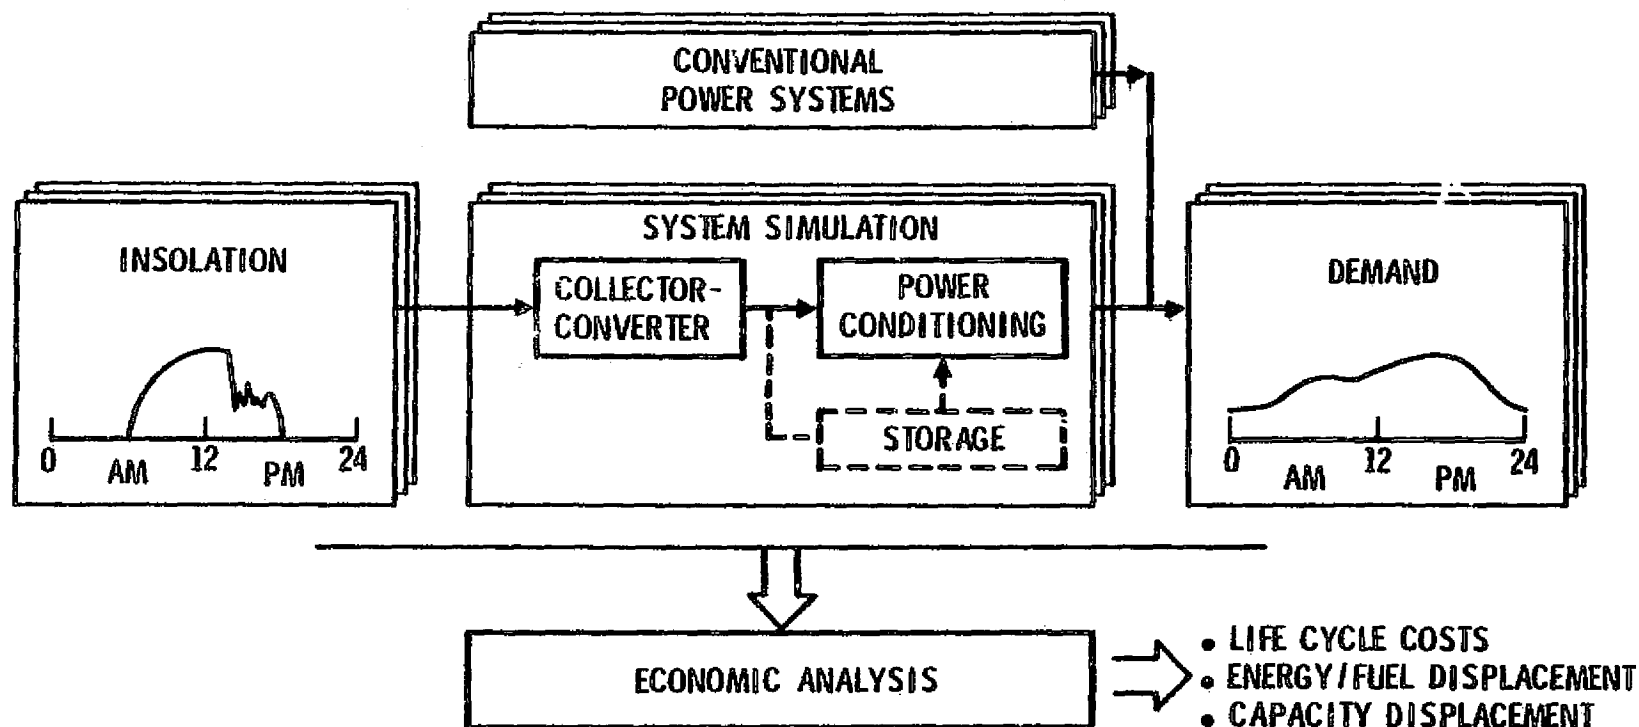 CONVENTIONAL
POWER SYSTEMS
INSOLATION
0
AM
12
PM
24
SYSTEM SIMULATION
COLLECTOR-
CONVERTER
POWER
CONDITIONING
STORAGE
DEMAND
0
AM
12
PM
24
ECONOMIC ANALYSIS
• LIFE CYCLE COSTS
• ENERGY/FUEL DISPLACEMENT
• CAPACITY DISPLACEMENT